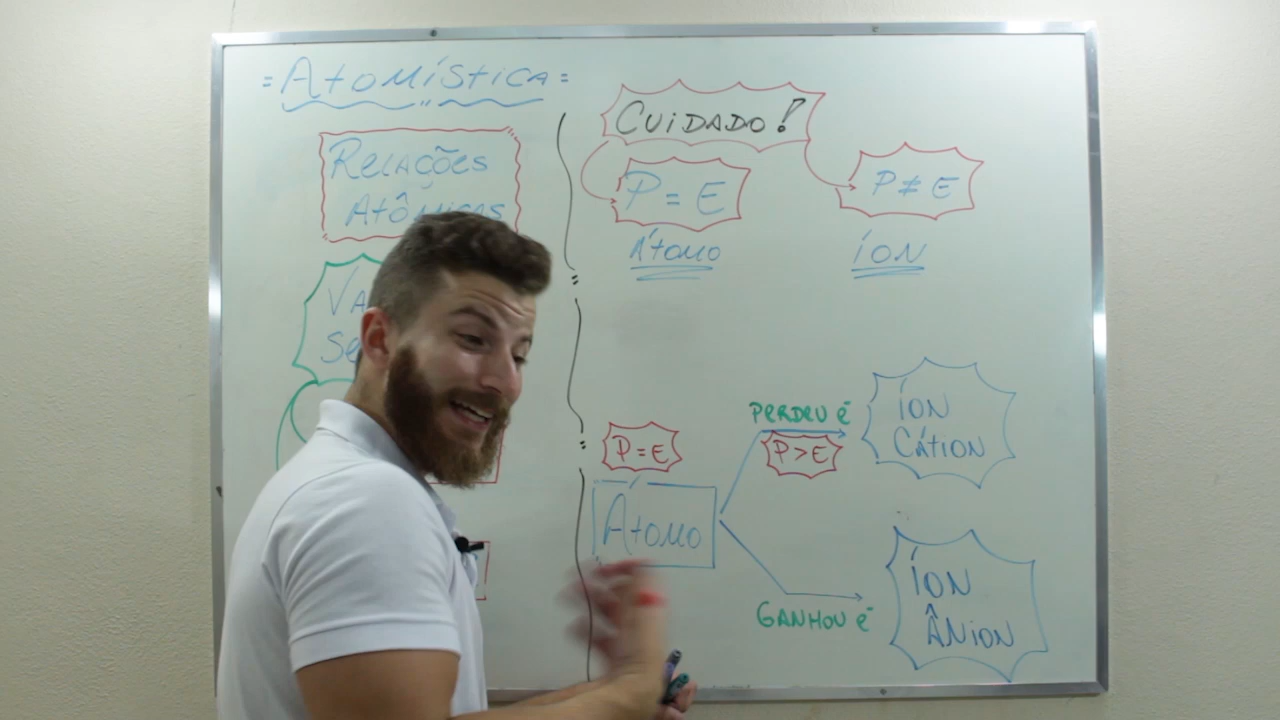 = Atomística =
Relações
Atômicas
Cuidado!
P = E
Átomo
P ≠ E
Íon
P = E
Átomo
Perdeu é
P > E
Íon
Cátion
Ganhou é
Íon
Ânion